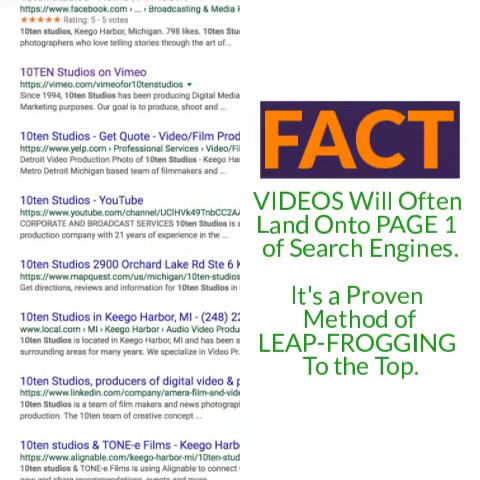 https://www.facebook.com › ... › Broadcasting & Media
★★★★★ Rating: 5 - 5 votes
10ten studios, Keego Harbor, Michigan. 798 likes. 10ten Stu
photographers who love telling stories through the art of...
10TEN Studios on Vimeo
https://vimeo.com/vimeofor10tenstudios ▾
Since 1994, 10ten Studios has been producing Digital Media
Marketing purposes. Our goal is to produce, shoot and ...
10ten Studios - Get Quote - Video/Film Prod
https://www.yelp.com › Professional Services › Video/Fil
Detroit Video Production Photo of 10ten Studios - Keego Ha
Metro Detroit Michigan based team of filmmakers and ...
10ten Studios - YouTube
https://www.youtube.com/channel/UCIHVk49TnbCC2A
CORPORATE AND BROADCAST SERVICES 10ten Studios is a
production company with 21 years of experience in the ...
10ten Studios 2900 Orchard Lake Rd Ste 6 K
https://www.mapquest.com/us/michigan/10ten-studios
Get directions, reviews and information for 10ten Studios in
10ten Studios in Keego Harbor, MI - (248) 22
www.local.com › MI › Keego Harbor › Audio Video Produ
10ten Studios is located in Keego Harbor, MI and has been s
surrounding areas for many years. We specialize in Video Pr
10ten Studios, producers of digital video & p
https://www.linkedin.com/company/amera-film-and-vide
10ten Studios is a team of film makers and news photograp
production. The 10ten team of creative concept ...
10ten studios & TONE-e Films - Keego Harb
https://www.alignable.com/keego-harbor-mi/10ten-stud
10ten studios & TONE-e Films is using Alignable to connect
now and share recommendations, events and more
FACT
VIDEOS Will Often
Land Onto PAGE 1
of Search Engines.
It's a Proven
Method of
LEAP-FROGGING
To the Top.